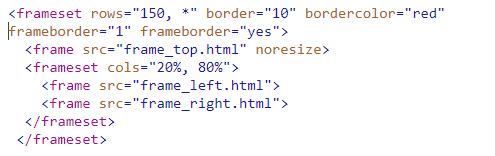 <frameset rows="150, *" border="10" bordercolor="red"
frameborder="1" frameborder="yes">
<frame src="frame_top.html" noresize>
<frameset cols="20%, 80%">
<frame src="frame_left.html">
<frame src="frame_right.html">
</frameset>
</frameset>